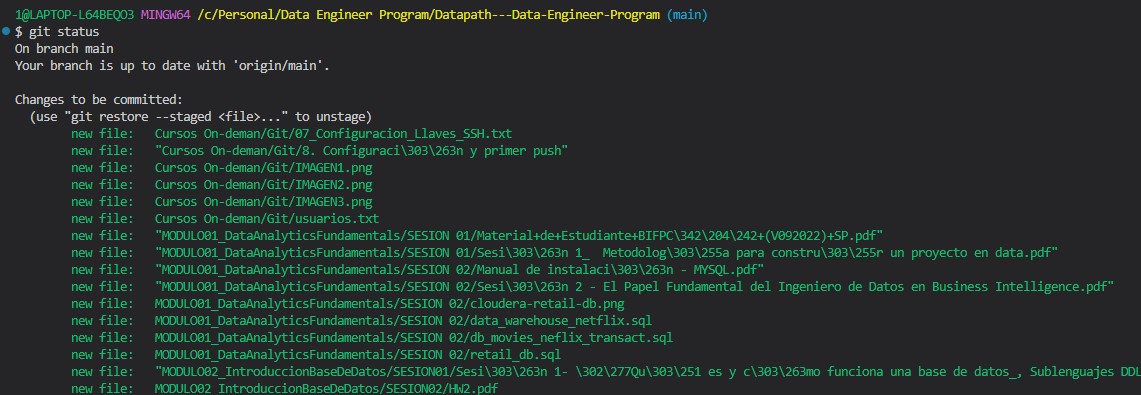 1@LAPTOP-L64BEQO3 MINGW64 /c/Personal/Data Engineer Program/Datapath---Data-Engineer-Program (main)
$ git status
On branch main
Your branch is up to date with 'origin/main'.

Changes to be committed:
  (use "git restore --staged <file>..." to unstage)
        new file:   Cursos On-deman/Git/07_Configuracion_Llaves_SSH.txt
        new file:   "Cursos On-deman/Git/8. Configuraci\303\263n y primer push"
        new file:   Cursos On-deman/Git/IMAGEN1.png
        new file:   Cursos On-deman/Git/IMAGEN2.png
        new file:   Cursos On-deman/Git/IMAGEN3.png
        new file:   Cursos On-deman/Git/usuarios.txt
        new file:   "MODULO01_DataAnalyticsFundamentals/SESION 01/Material+de+Estudiante+BIFPC\342\204\242+(V092022)+SP.pdf"
        new file:   "MODULO01_DataAnalyticsFundamentals/SESION 01/Sesi\303\263n 1_  Metodolog\303\255a para constru\303\255r un proyecto en data.pdf"
        new file:   "MODULO01_DataAnalyticsFundamentals/SESION 02/Manual de instalaci\303\263n - MYSQL.pdf"
        new file:   "MODULO01_DataAnalyticsFundamentals/SESION 02/Sesi\303\263n 2 - El Papel Fundamental del Ingeniero de Datos en Business Intelligence.pdf"
        new file:   MODULO01_DataAnalyticsFundamentals/SESION 02/cloudera-retail-db.png
        new file:   MODULO01_DataAnalyticsFundamentals/SESION 02/data_warehouse_netflix.sql
        new file:   MODULO01_DataAnalyticsFundamentals/SESION 02/db_movies_neflix_transact.sql
        new file:   MODULO01_DataAnalyticsFundamentals/SESION 02/retail_db.sql
        new file:   "MODULO02_IntroduccionBaseDeDatos/SESION01/Sesi\303\263n 1- \302\277Qu\303\251 es y c\303\263mo funciona una base de datos_, Sublenguajes DDL
        new file:   MODULO02_IntroduccionBaseDeDatos/SESION02/HW2.pdf